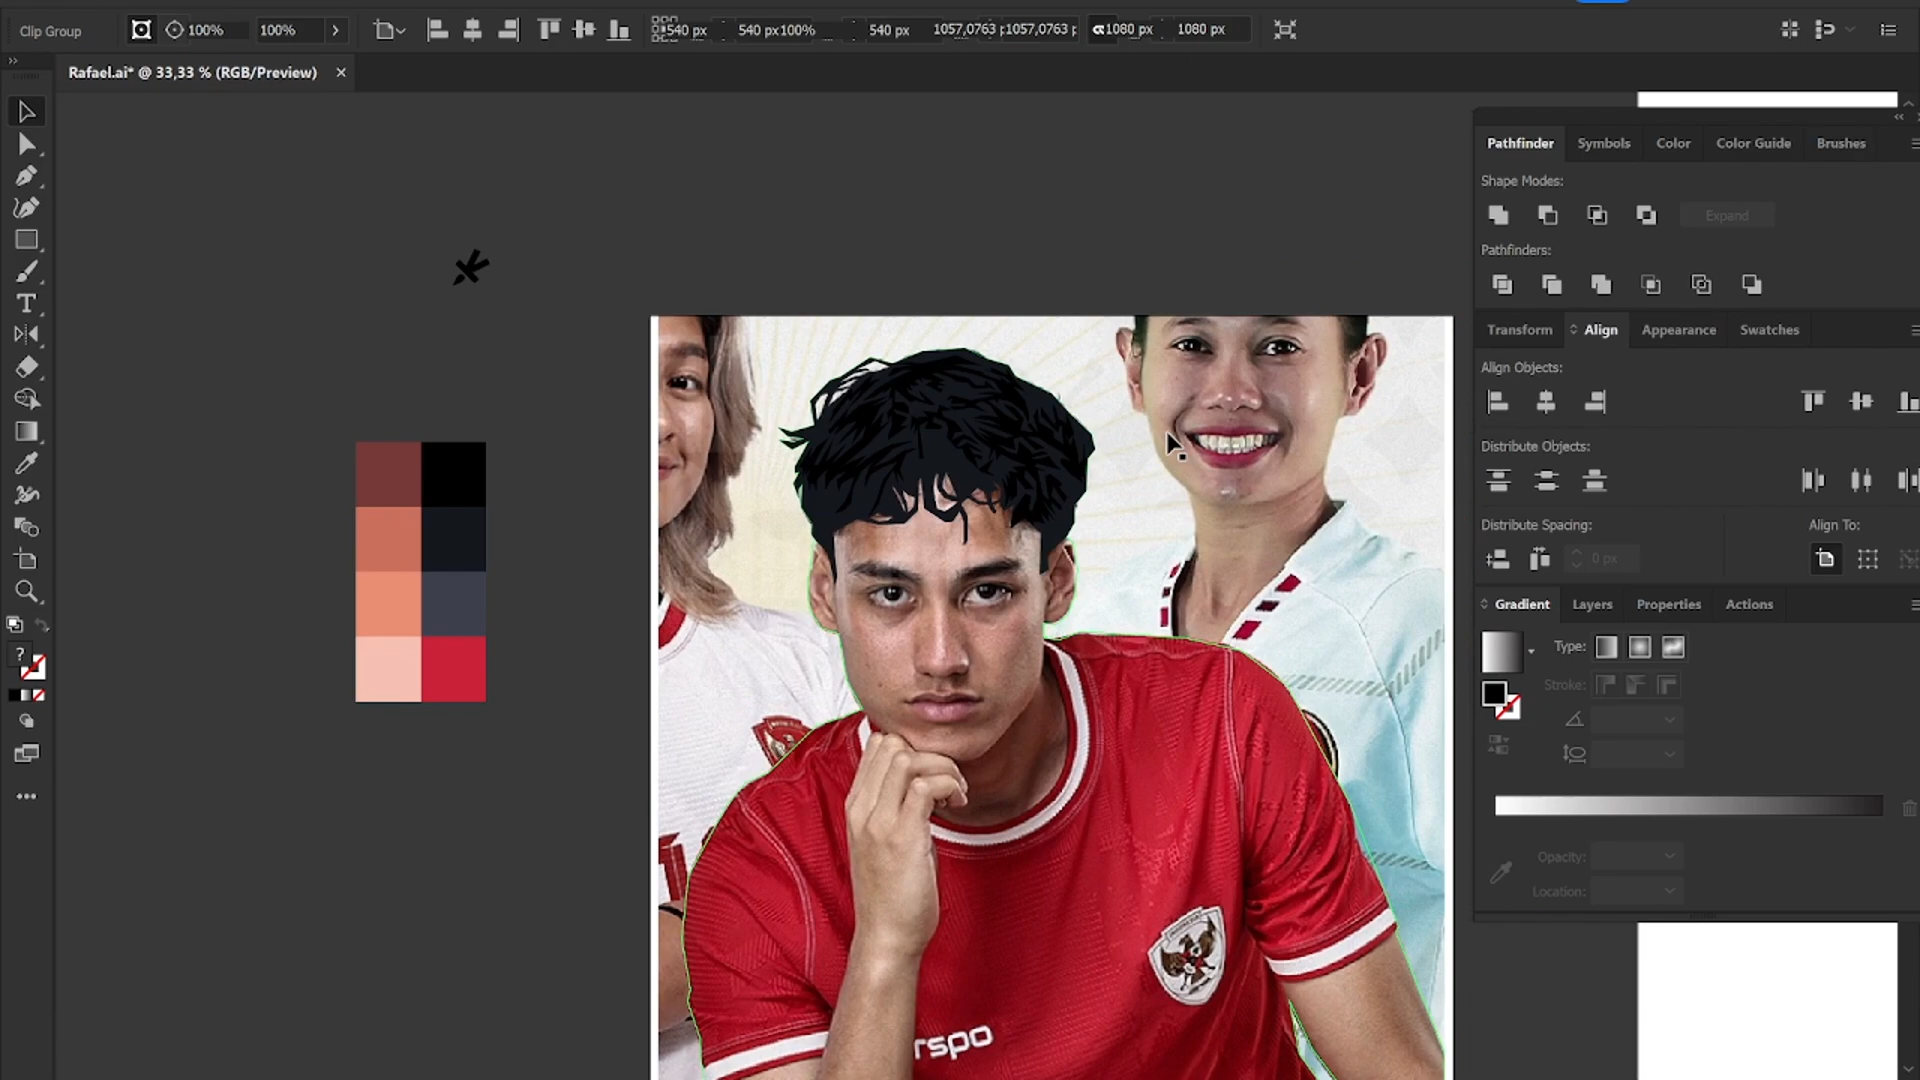 Clip Group 100% 100% 540 px 540 px 100% 540 px 1057,0763 p 1057,0763 p 1080 px 1080 px
Rafael.ai* @ 33,33 % (RGB/Preview) ×
Pathfinder Symbols Color Color Guide Brushes
Shape Modes:
Expand
Pathfinders:
Transform Align Appearance Swatches
Align Objects:
Distribute Objects:
Distribute Spacing: Align To:
0 px
Gradient Layers Properties Actions
Type:
Stroke:
Opacity:
Location:
rspo